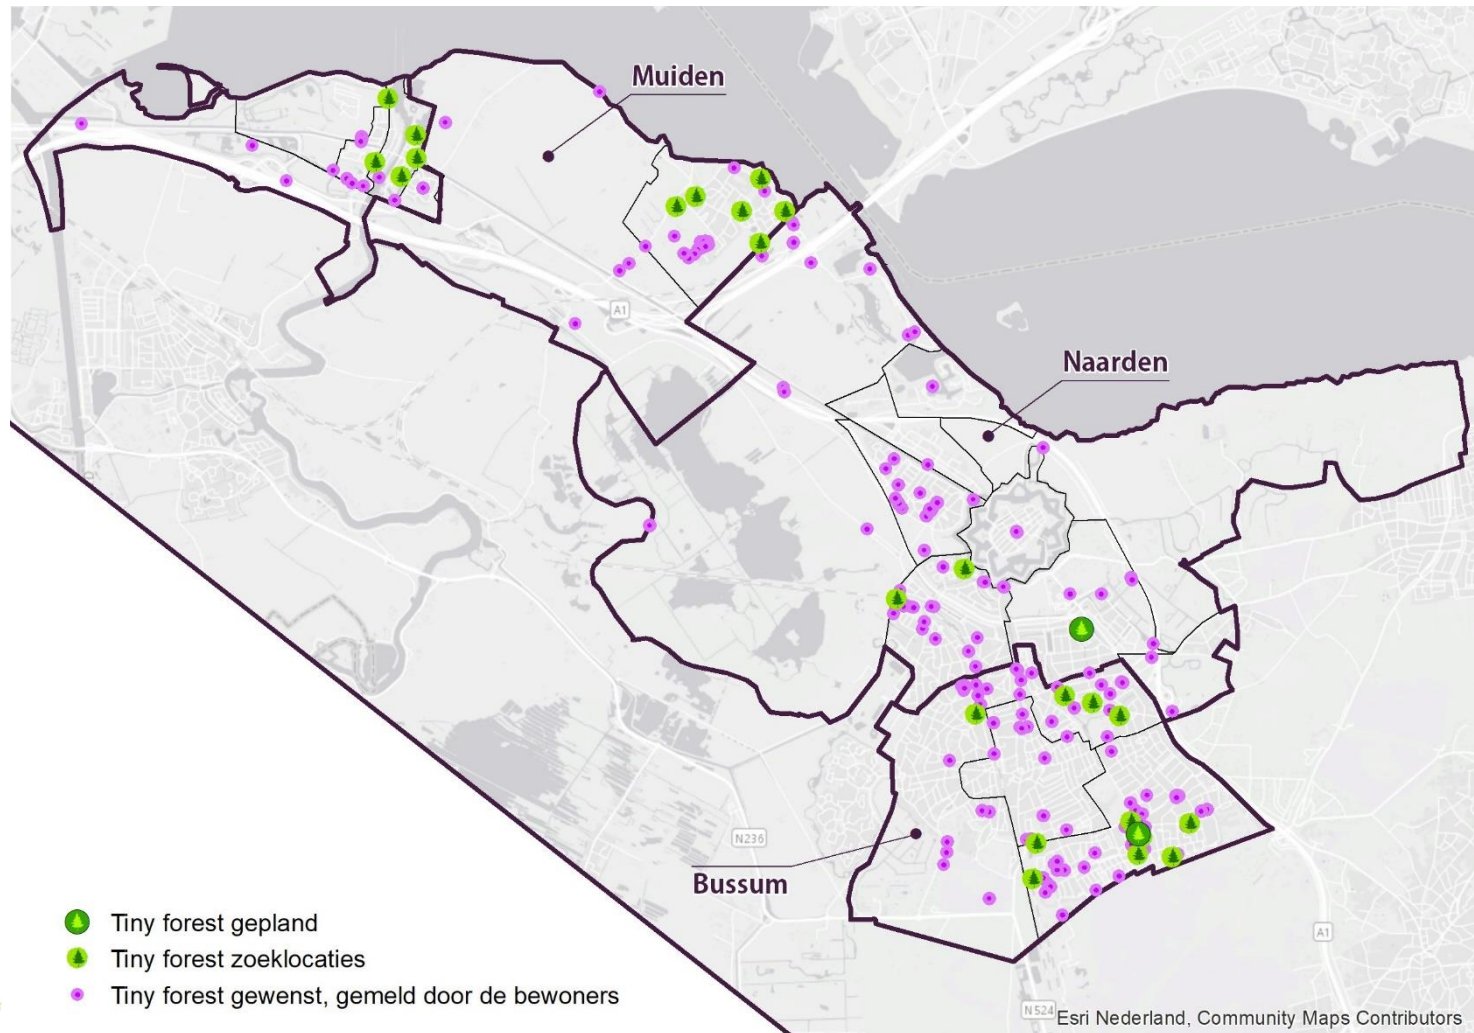 Muiden
A1
Naarden
N236
Bussum
Tiny forest gepland
Tiny forest zoeklocaties
Tiny forest gewenst, gemeld door de bewoners
A1
N524
Esri Nederland, Community Maps Contributors